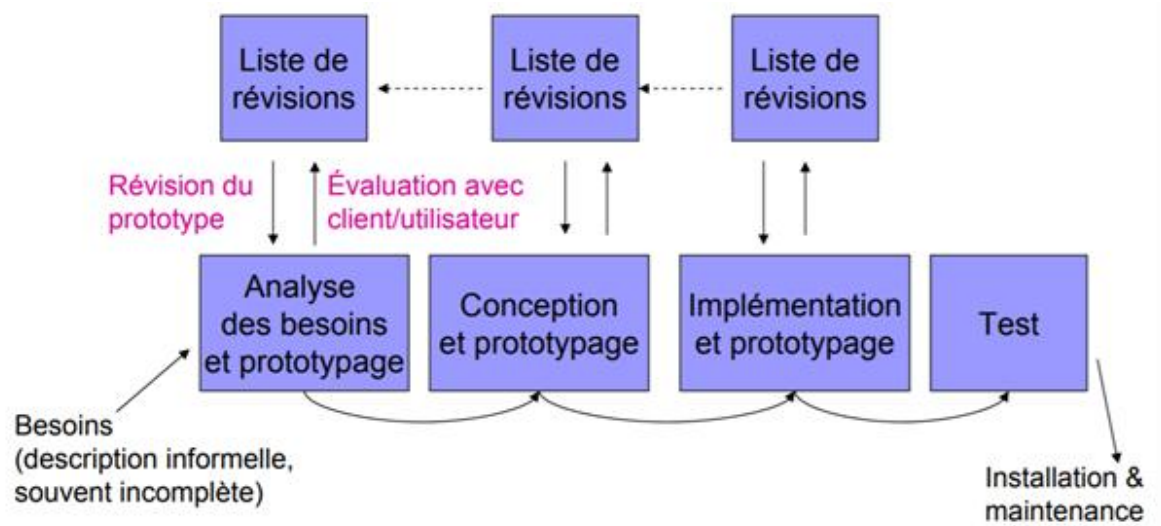 Liste de
révisions
Liste de
révisions
Liste de
révisions
Révision du
prototype
Évaluation avec
client/utilisateur
Analyse
des besoins
et prototypage
Conception
et prototypage
Implémentation
et prototypage
Test
Besoins
(description informelle,
souvent incomplète)
Installation &
maintenance